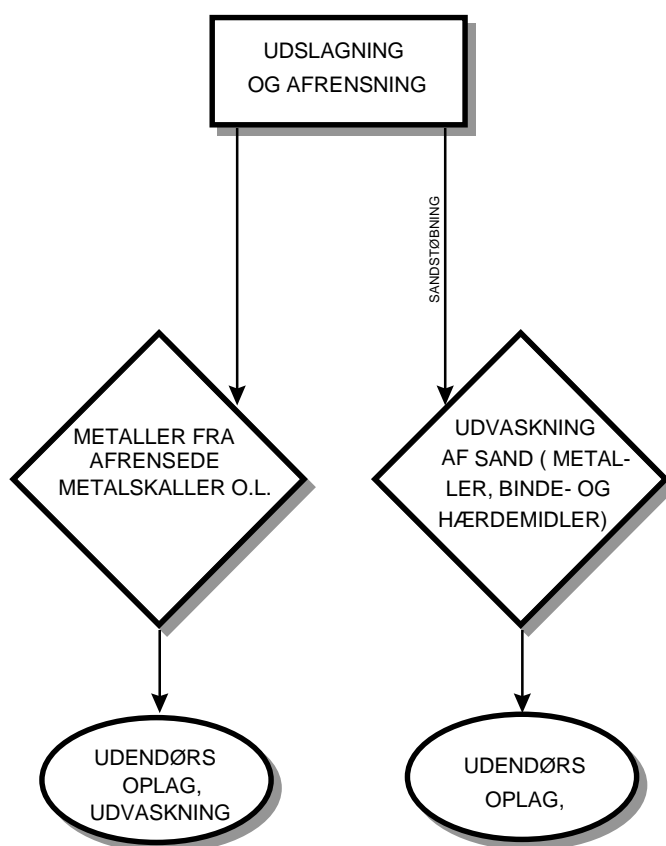 UDSLAGNING
OG AFRENSNING
SANDSTØBNING
METALLER FRA
AFRENSEDE
METALSKALLER O.L.
UDVASKNING
AF SAND ( METAL-
LER, BINDE- OG
HÆRDEMIDLER)
UDENDØRS
OPLAG,
UDVASKNING
UDENDØRS
OPLAG,